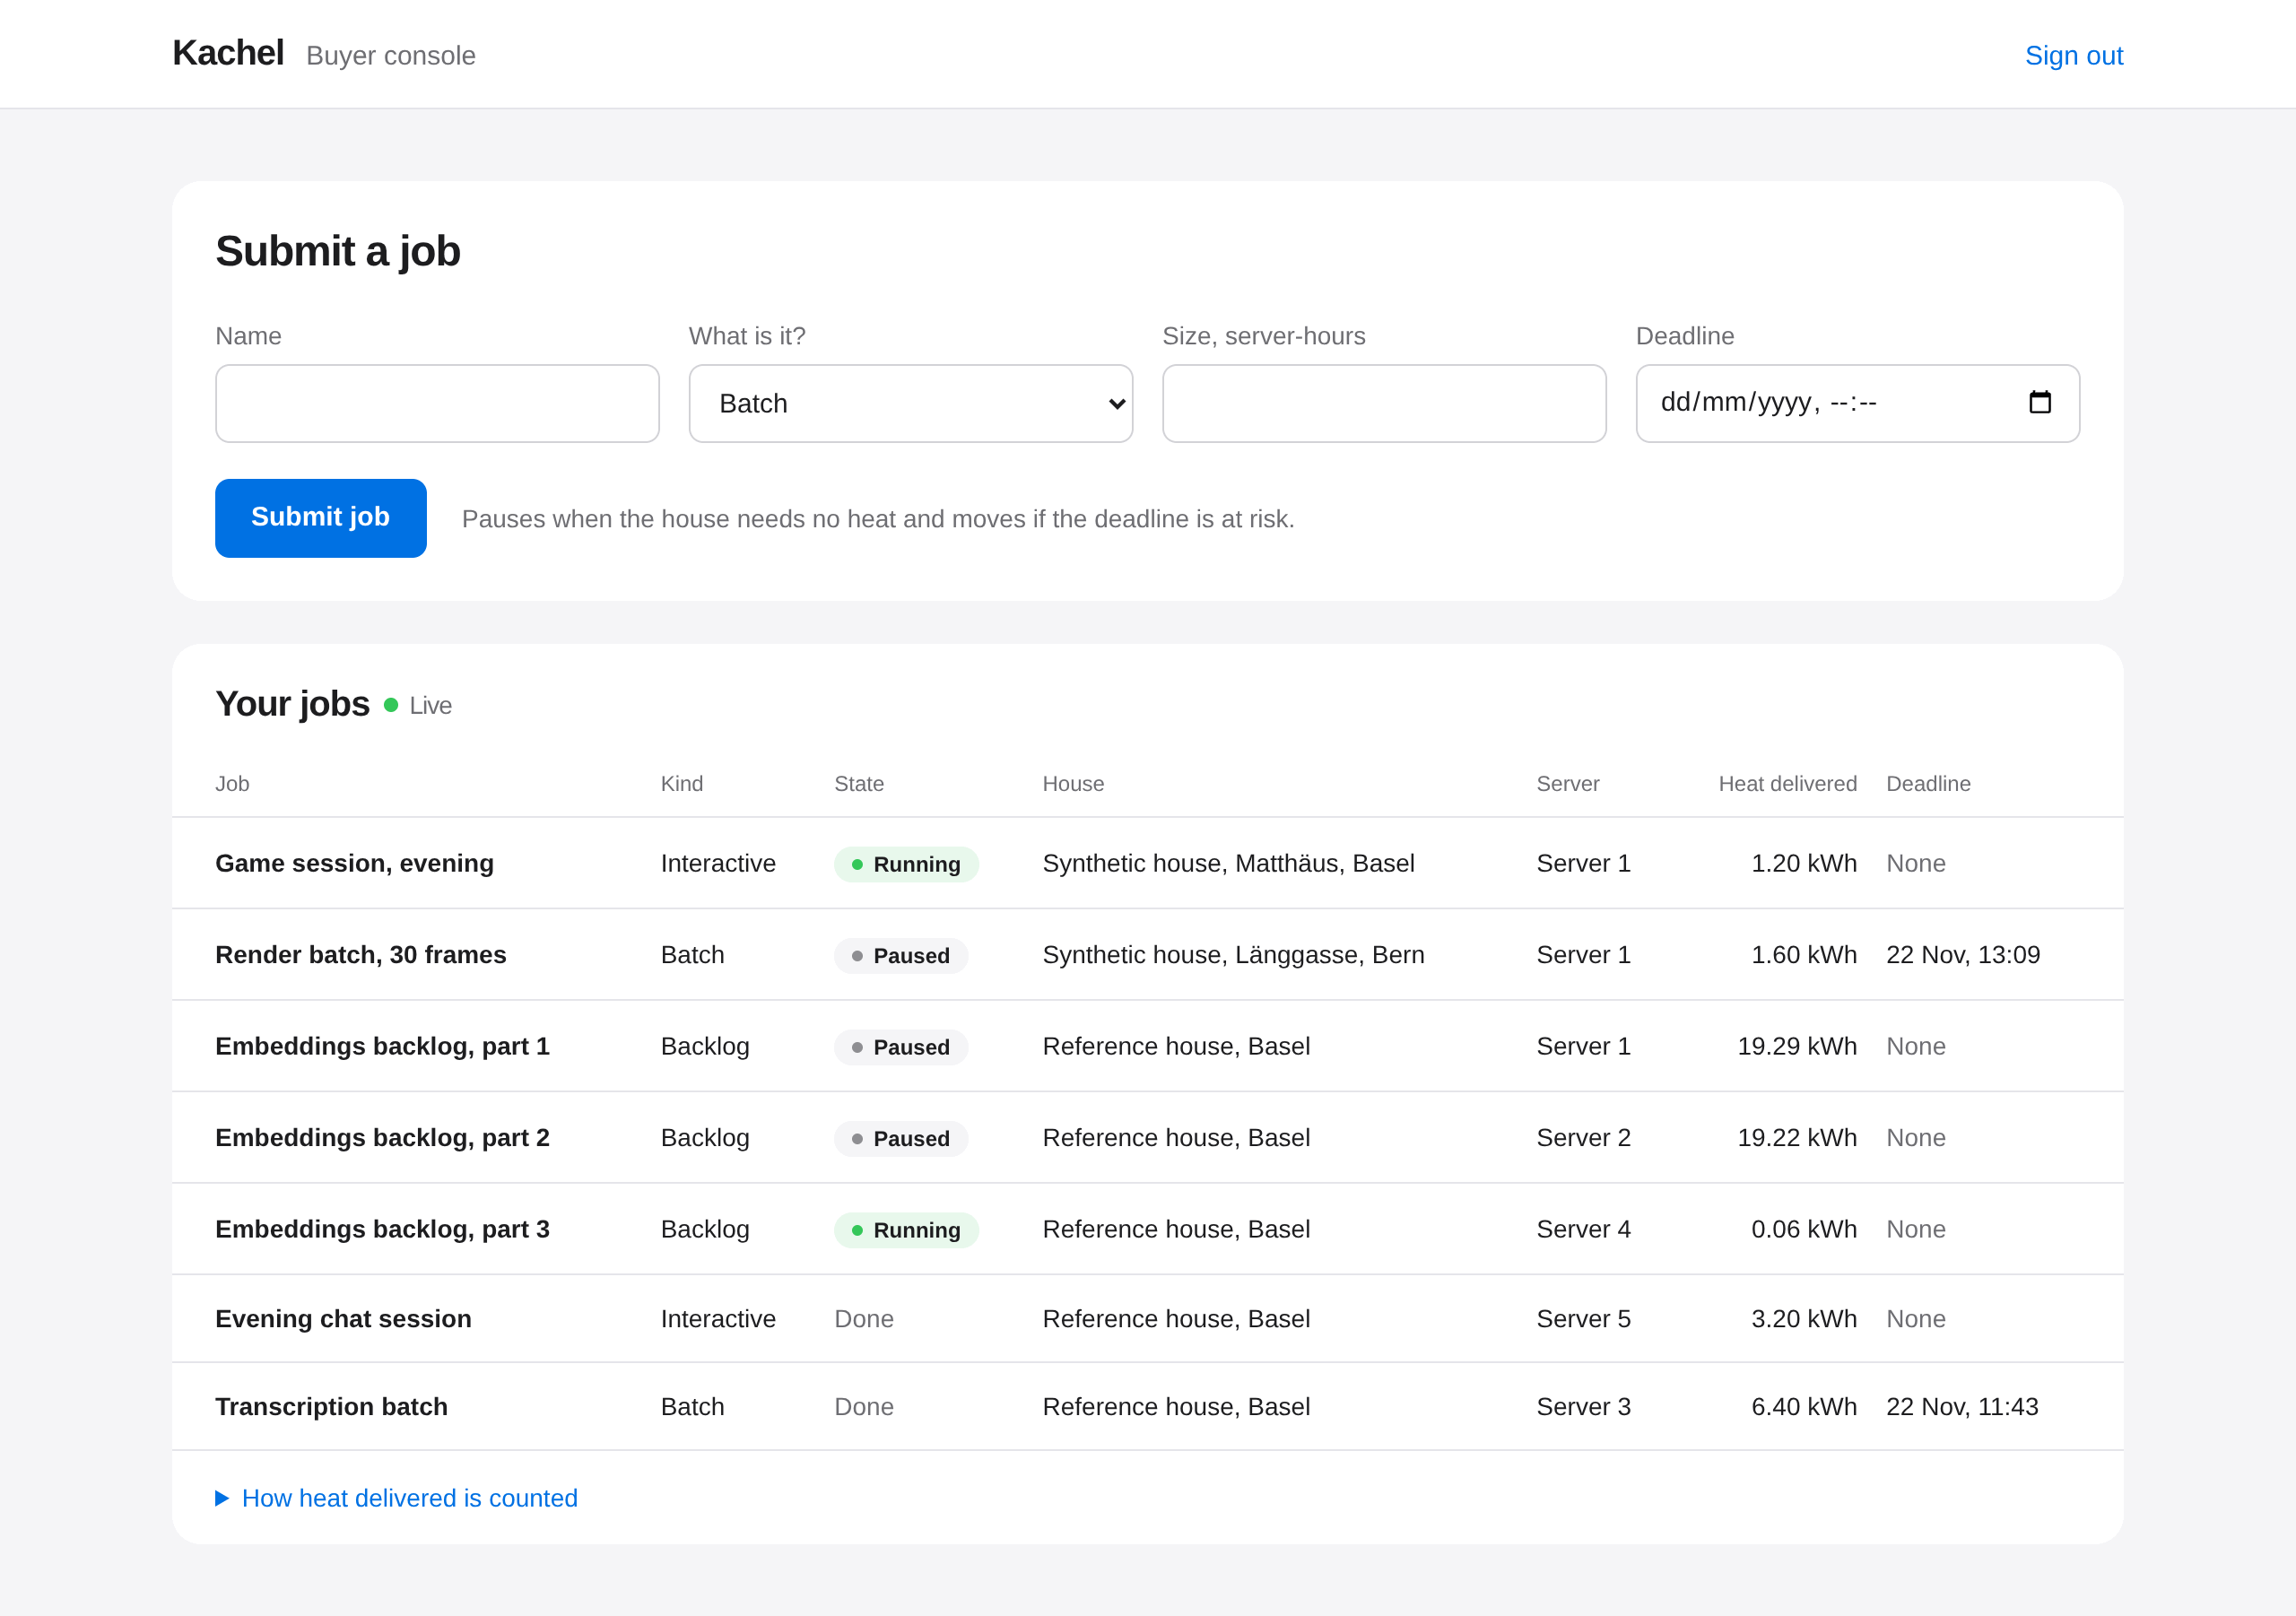 Kachel Buyer console Sign out
Submit a job
Name What is it? Size, server-hours Deadline
Batch dd/mm/yyyy, --:--
Submit job Pauses when the house needs no heat and moves if the deadline is at risk.
Your jobs Live
Job Kind State House Server Heat delivered Deadline
Game session, evening Interactive Running Synthetic house, Matthäus, Basel Server 1 1.20 kWh None
Render batch, 30 frames Batch Paused Synthetic house, Länggasse, Bern Server 1 1.60 kWh 22 Nov, 13:09
Embeddings backlog, part 1 Backlog Paused Reference house, Basel Server 1 19.29 kWh None
Embeddings backlog, part 2 Backlog Paused Reference house, Basel Server 2 19.22 kWh None
Embeddings backlog, part 3 Backlog Running Reference house, Basel Server 4 0.06 kWh None
Evening chat session Interactive Done Reference house, Basel Server 5 3.20 kWh None
Transcription batch Batch Done Reference house, Basel Server 3 6.40 kWh 22 Nov, 11:43
How heat delivered is counted